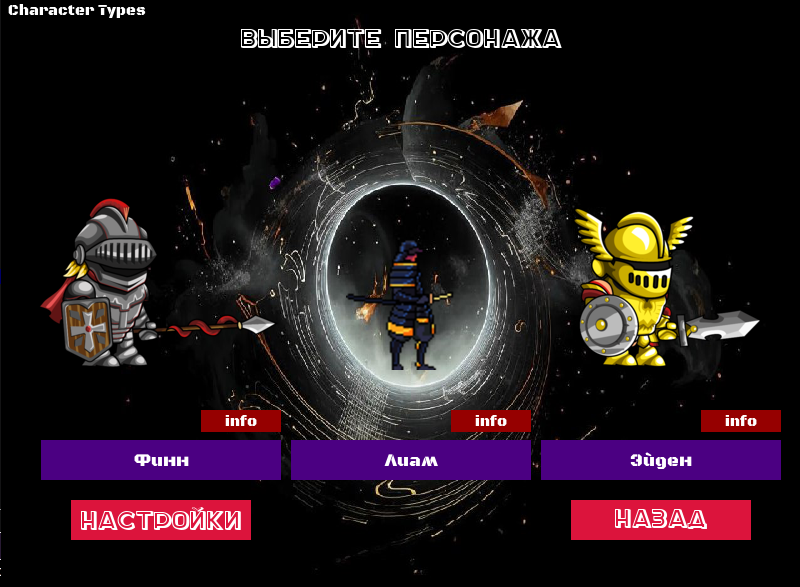 Character Types
ВЫБЕРИТЕ ПЕРСОНАЖА
info
info
info
Финн
Лиам
Эйден
НАСТРОЙКИ
НАЗАД